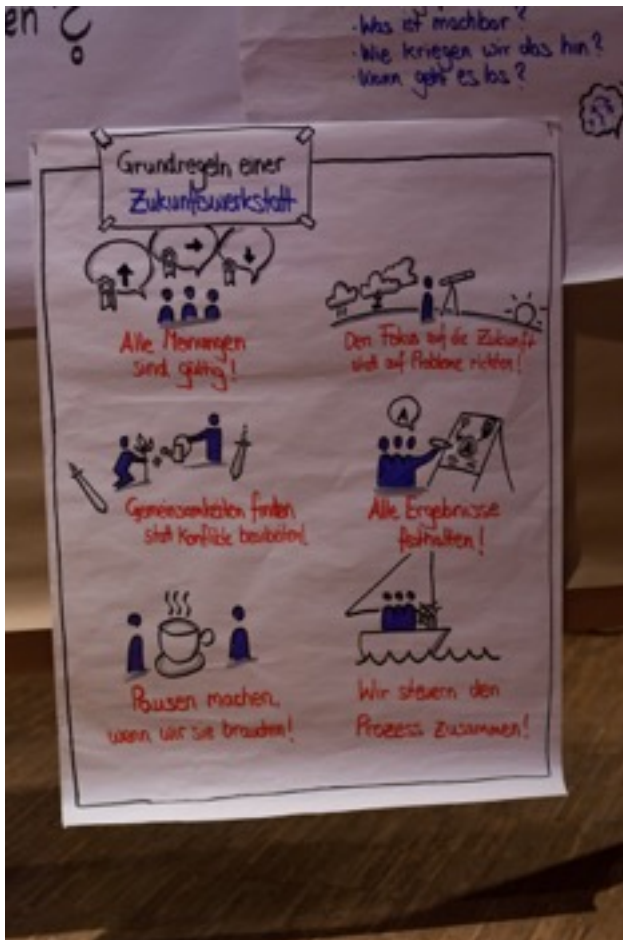 en ?
· Was ist machbar?
· Wie kriegen wir das hin?
· Wann geht es los?
Grundregeln einer
Zukunftswerkstatt
Alle Meinungen
sind gültig!
Den Fokus auf die Zukunft
statt auf Probleme richten!
Gemeinsamkeiten finden
statt Konflikte bearbeiten!
A
Alle Ergebnisse
festhalten!
Pausen machen,
wenn wir sie brauchen!
Wir steuern den
Prozess zusammen!